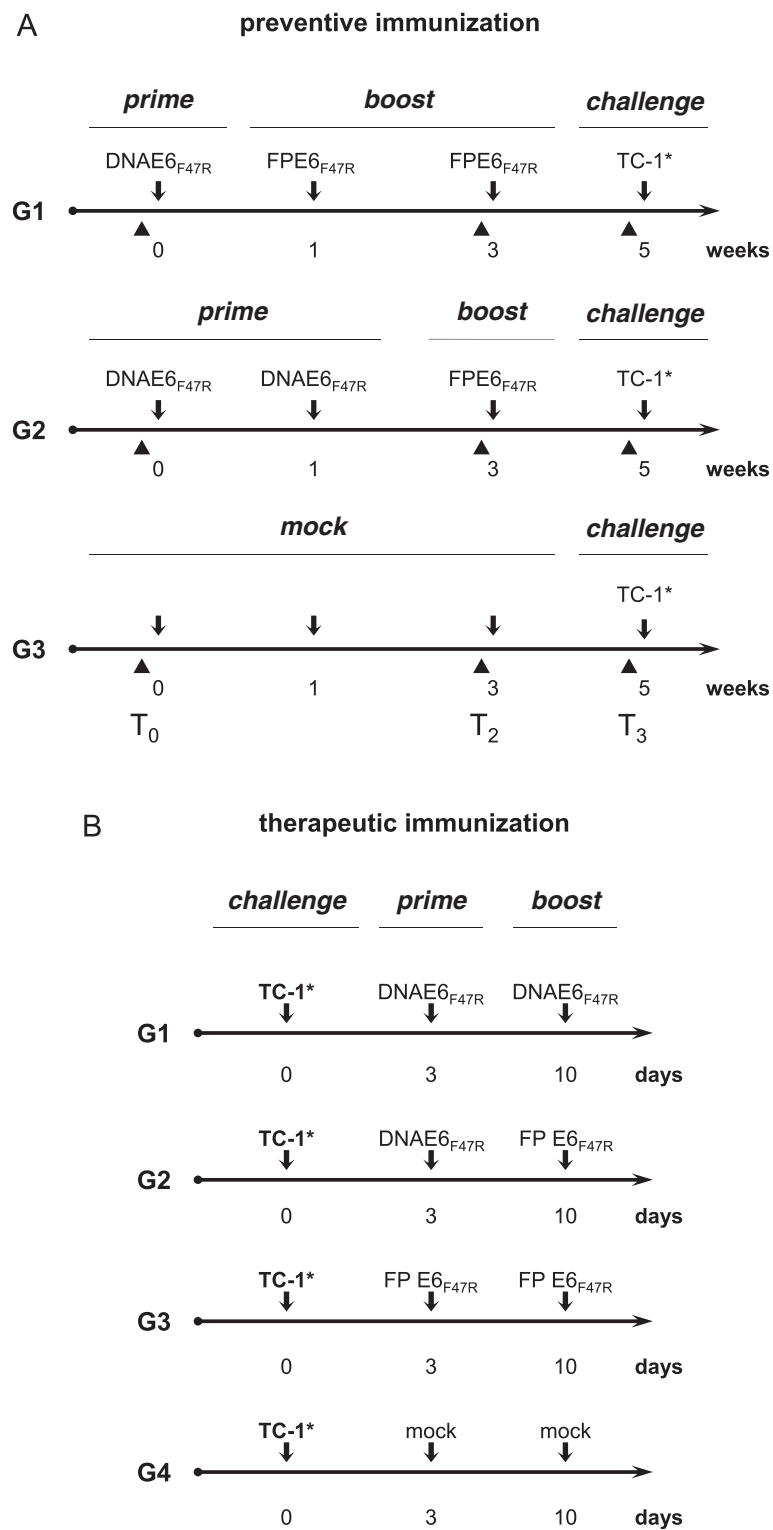 A
preventive immunization
prime boost challenge
DNAE6F47R FPE6F47R FPE6F47R TC-1*
G1
0 1 3 5 weeks
prime boost challenge
DNAE6F47R DNAE6F47R FPE6F47R TC-1*
G2
0 1 3 5 weeks
mock challenge
TC-1*
G3
0 1 3 5 weeks
T0 T2 T3
B
therapeutic immunization
challenge prime boost
TC-1* DNAE6F47R DNAE6F47R
G1
0 3 10 days
TC-1* DNAE6F47R FP E6F47R
G2
0 3 10 days
TC-1* FP E6F47R FP E6F47R
G3
0 3 10 days
TC-1* mock mock
G4
0 3 10 days